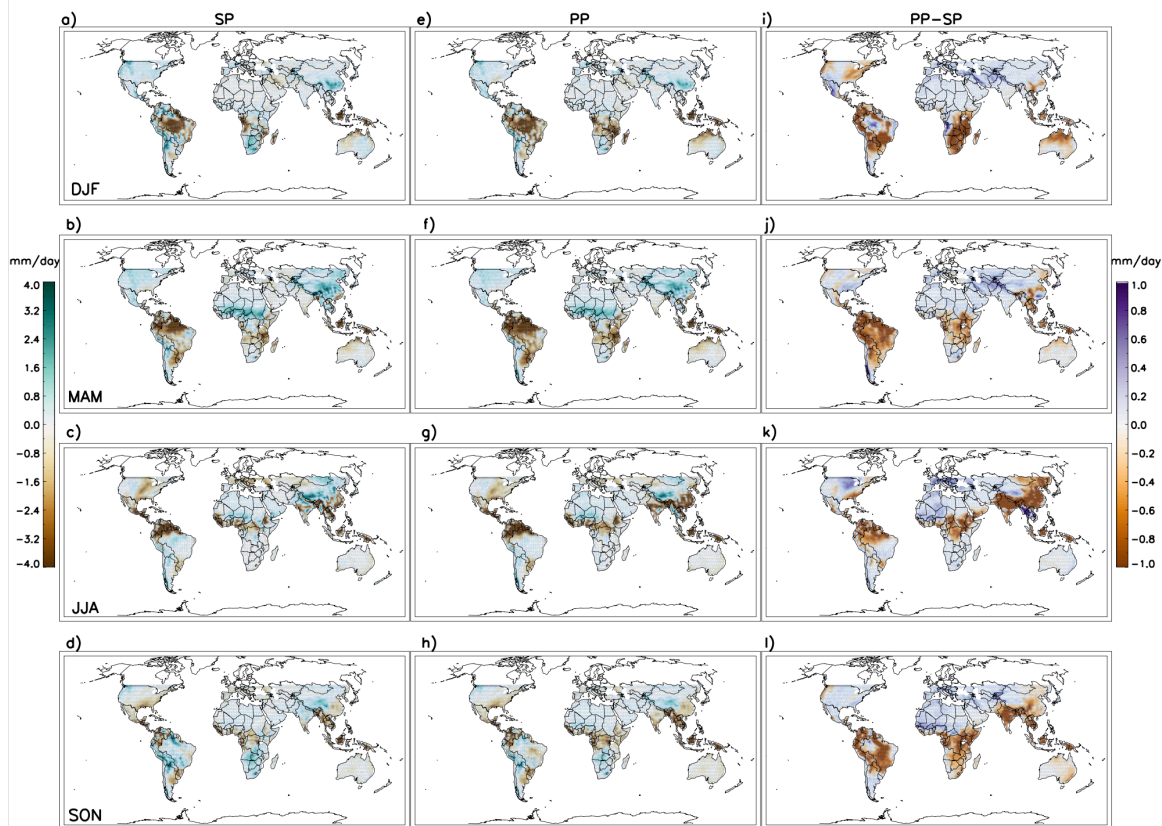 SP PP PP-SP
a) e) i)
DJF
b) f) j)
mm/day mm/day
4.0 1.0
3.2 0.8
2.4 0.6
1.6 0.4
0.8 0.2
0.0 0.0
-0.8 -0.2
-1.6 -0.4
-2.4 -0.6
-3.2 -0.8
-4.0 -1.0
MAM
c) g) k)
JJA
d) h) l)
SON